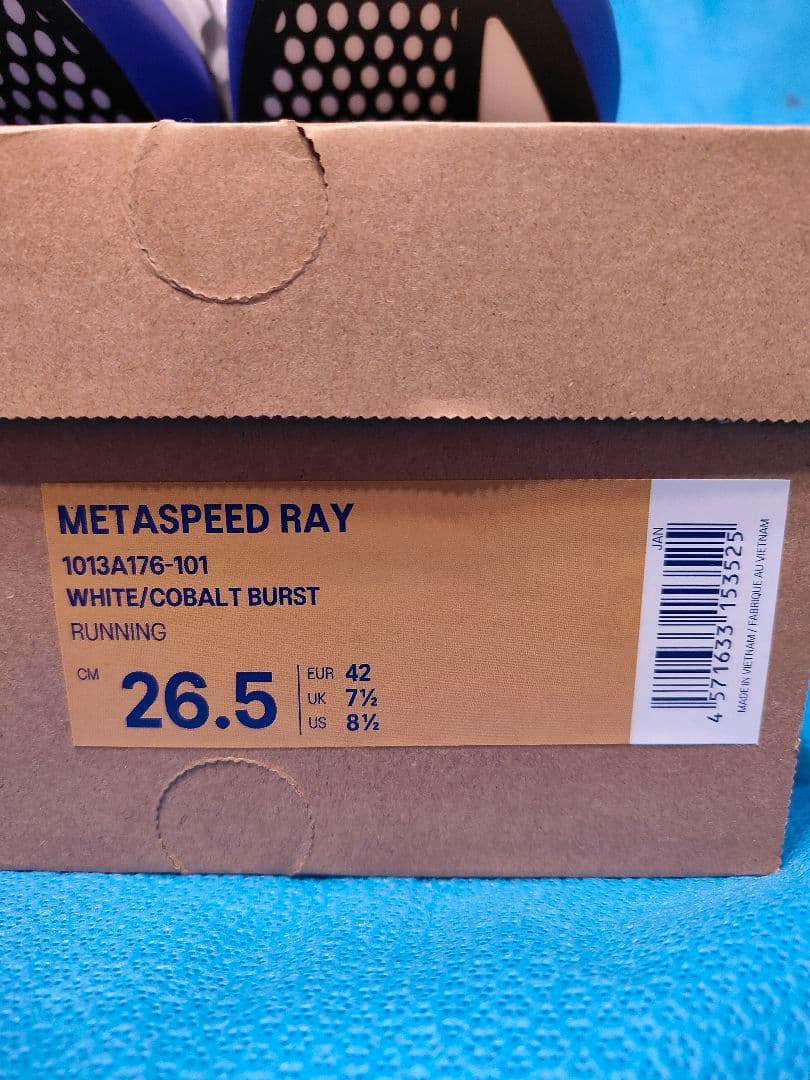 METASPEED RAY
1013A176-101
WHITE/COBALT BURST
RUNNING
CM 26.5
EUR 42
UK 7½
US 8½
JAN
4 571633 153525
MADE IN VIETNAM / FABRIQUE AU VIETNAM